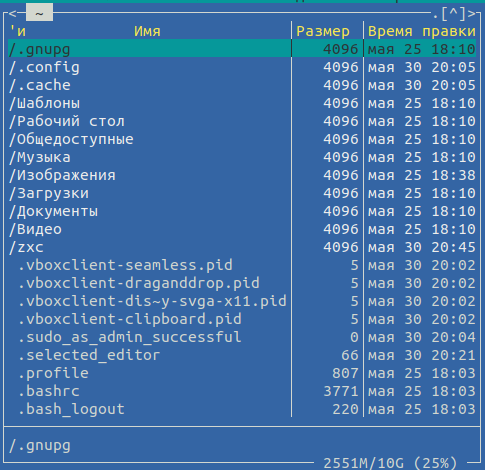 <─ ~ ─.[^]>
'и Имя Размер Время правки
/.gnupg 4096 мая 25 18:10
/.config 4096 мая 30 20:05
/.cache 4096 мая 30 20:05
/Шаблоны 4096 мая 25 18:10
/Рабочий стол 4096 мая 25 18:10
/Общедоступные 4096 мая 25 18:10
/Музыка 4096 мая 25 18:10
/Изображения 4096 мая 25 18:38
/Загрузки 4096 мая 25 18:10
/Документы 4096 мая 25 18:10
/Видео 4096 мая 25 18:10
/zxc 4096 мая 30 20:45
.vboxclient-seamless.pid 5 мая 30 20:02
.vboxclient-draganddrop.pid 5 мая 30 20:02
.vboxclient-dis~y-svga-x11.pid 5 мая 30 20:02
.vboxclient-clipboard.pid 5 мая 30 20:02
.sudo_as_admin_successful 0 мая 30 20:04
.selected_editor 66 мая 30 20:21
.profile 807 мая 25 18:03
.bashrc 3771 мая 25 18:03
.bash_logout 220 мая 25 18:03
/.gnupg
2551M/10G (25%)